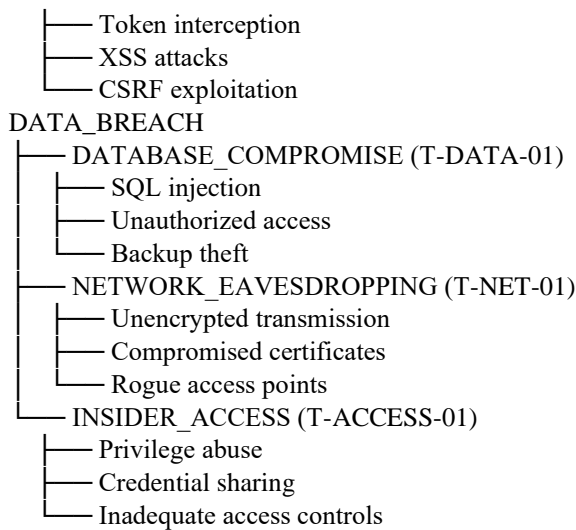 ├── Token interception
├── XSS attacks
└── CSRF exploitation
DATA_BREACH
├── DATABASE_COMPROMISE (T-DATA-01)
│ ├── SQL injection
│ ├── Unauthorized access
│ └── Backup theft
├── NETWORK_EAVESDROPPING (T-NET-01)
│ ├── Unencrypted transmission
│ ├── Compromised certificates
│ └── Rogue access points
└── INSIDER_ACCESS (T-ACCESS-01)
├── Privilege abuse
├── Credential sharing
└── Inadequate access controls